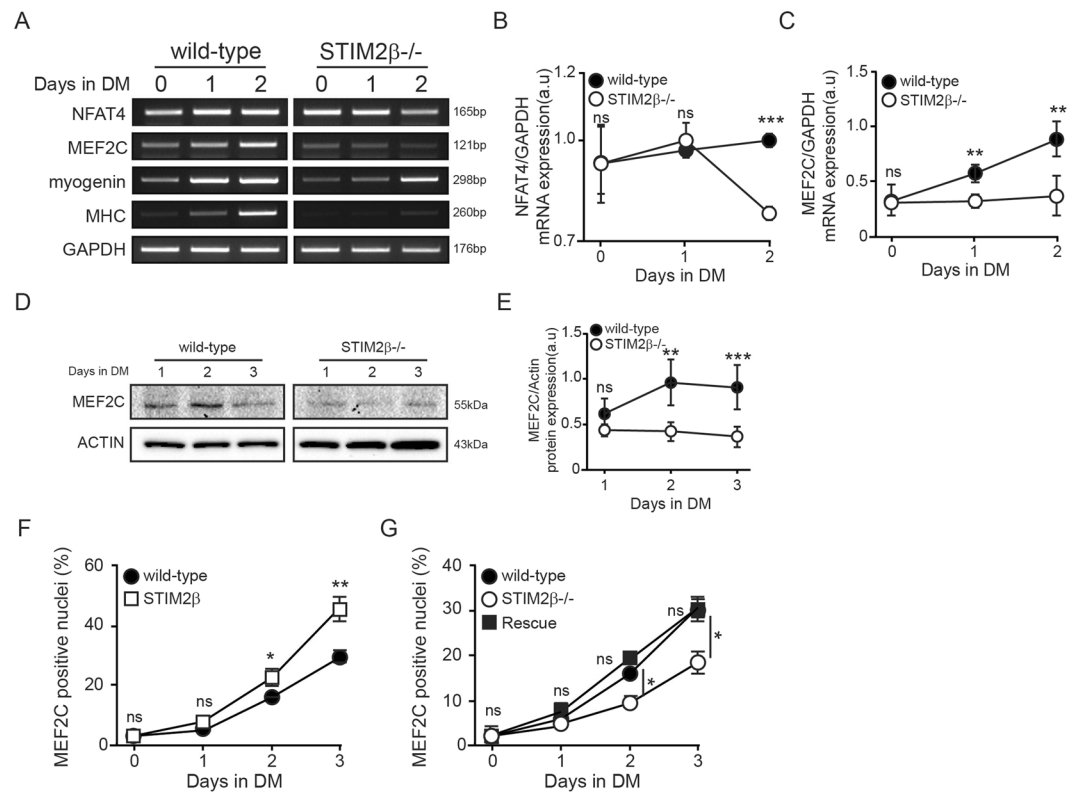 A
wild-type STIM2β-/-
Days in DM 0 1 2 0 1 2
NFAT4 165bp
MEF2C 121bp
myogenin 298bp
MHC 260bp
GAPDH 176bp
B
NFAT4/GAPDH
mRNA expression(a.u)
1.2
1.0
0.7
wild-type
STIM2β-/-
ns ns ***
0 1 2
Days in DM
C
MEF2C/GAPDH
mRNA expression(a.u
1.5
1.0
0.5
0
wild-type
STIM2β-/-
ns ** **
0 1 2
Days in DM
D
wild-type STIM2β-/-
Days in DM 1 2 3 1 2 3
MEF2C 55kDa
ACTIN 43kDa
E
MEF2C/Actin
protein expression(a.u)
1.5
1.0
0.5
0
wild-type
STIM2β-/-
ns ** ***
1 2 3
Days in DM
F
MEF2C positive nuclei (%)
60
40
20
0
wild-type
STIM2β
ns ns * **
0 1 2 3
Days in DM
G
MEF2C positive nuclei (%)
40
30
20
10
0
wild-type
STIM2β-/-
Rescue
ns ns ns ns
* *
0 1 2 3
Days in DM